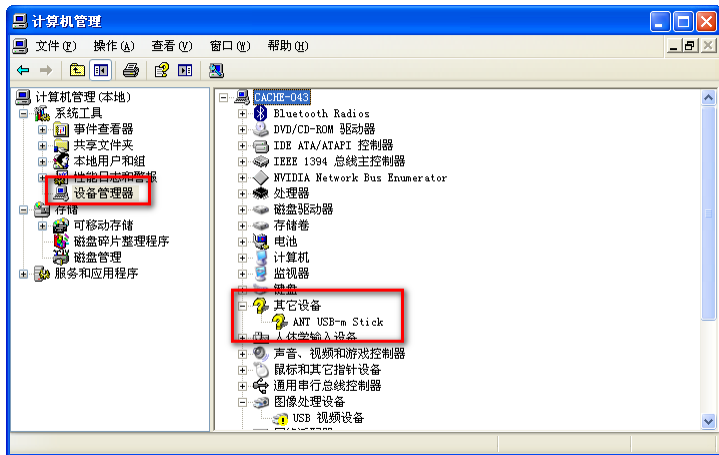 计算机管理
文件(F) 操作(A) 查看(V) 窗口(W) 帮助(H)
计算机管理(本地)
系统工具
事件查看器
共享文件夹
本地用户和组
性能日志和警报
设备管理器
存储
可移动存储
磁盘碎片整理程序
磁盘管理
服务和应用程序
CACHE-043
Bluetooth Radios
DVD/CD-ROM 驱动器
IDE ATA/ATAPI 控制器
IEEE 1394 总线主控制器
NVIDIA Network Bus Enumerator
处理器
磁盘驱动器
存储卷
电池
计算机
监视器
键盘
其它设备
ANT USB-m Stick
人体学输入设备
声音、视频和游戏控制器
鼠标和其它指针设备
通用串行总线控制器
图像处理设备
USB 视频设备